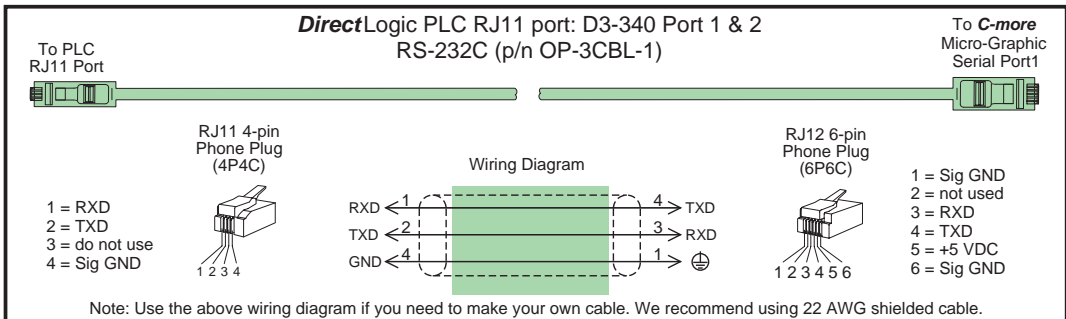 DirectLogic PLC RJ11 port: D3-340 Port 1 & 2
RS-232C (p/n OP-3CBL-1)
To PLC
RJ11 Port
To C-more
Micro-Graphic
Serial Port1
RJ11 4-pin
Phone Plug
(4P4C)
1 = RXD
2 = TXD
3 = do not use
4 = Sig GND
1 2 3 4
Wiring Diagram
RXD 1 4 TXD
TXD 2 3 RXD
GND 4 1
RJ12 6-pin
Phone Plug
(6P6C)
1 2 3 4 5 6
1 = Sig GND
2 = not used
3 = RXD
4 = TXD
5 = +5 VDC
6 = Sig GND
Note: Use the above wiring diagram if you need to make your own cable. We recommend using 22 AWG shielded cable.